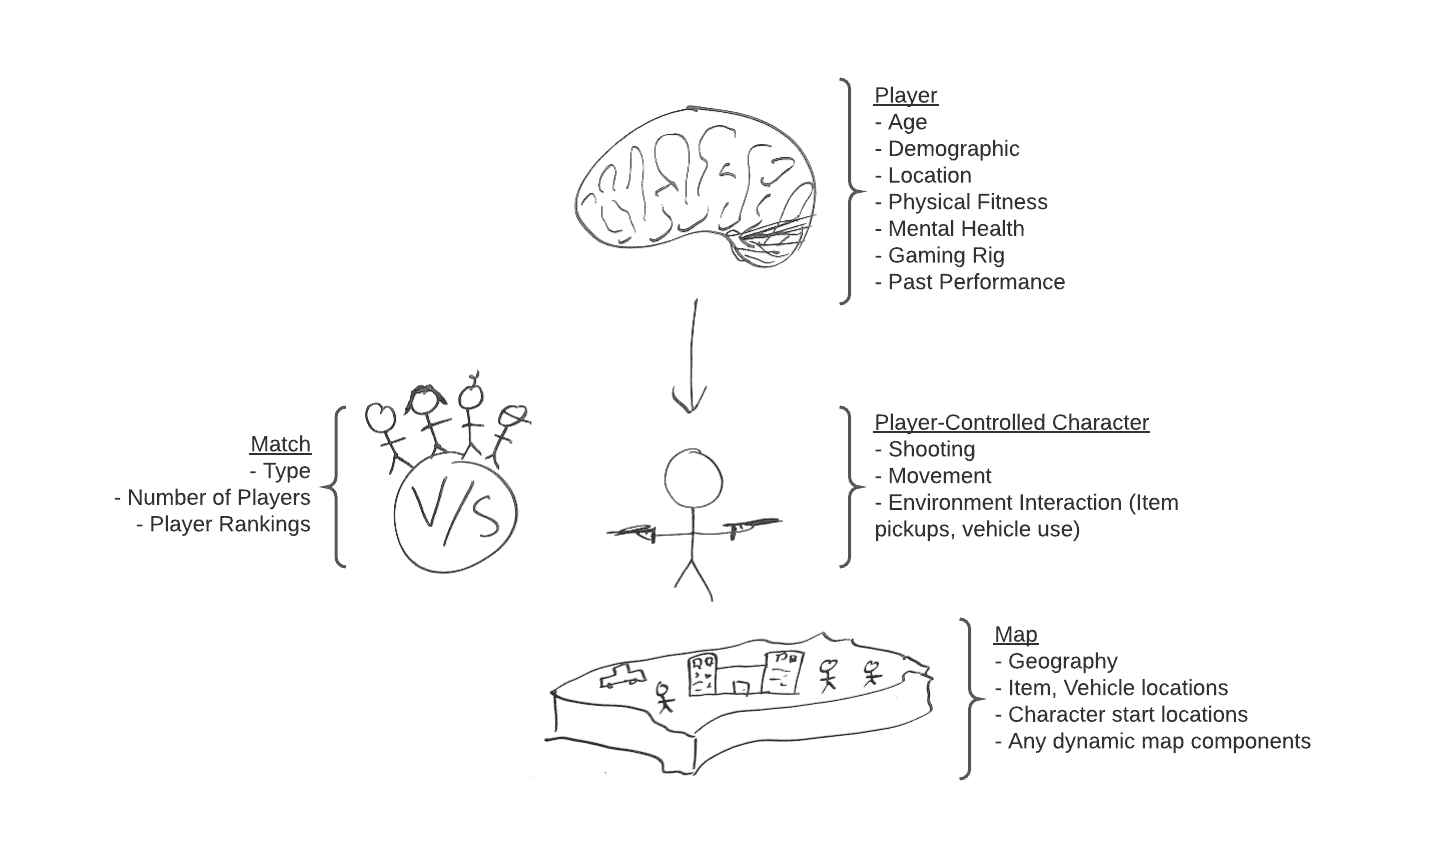 Player
- Age
- Demographic
- Location
- Physical Fitness
- Mental Health
- Gaming Rig
- Past Performance
Match
- Type
- Number of Players
- Player Rankings
V/S
Player-Controlled Character
- Shooting
- Movement
- Environment Interaction (Item
pickups, vehicle use)
Map
- Geography
- Item, Vehicle locations
- Character start locations
- Any dynamic map components